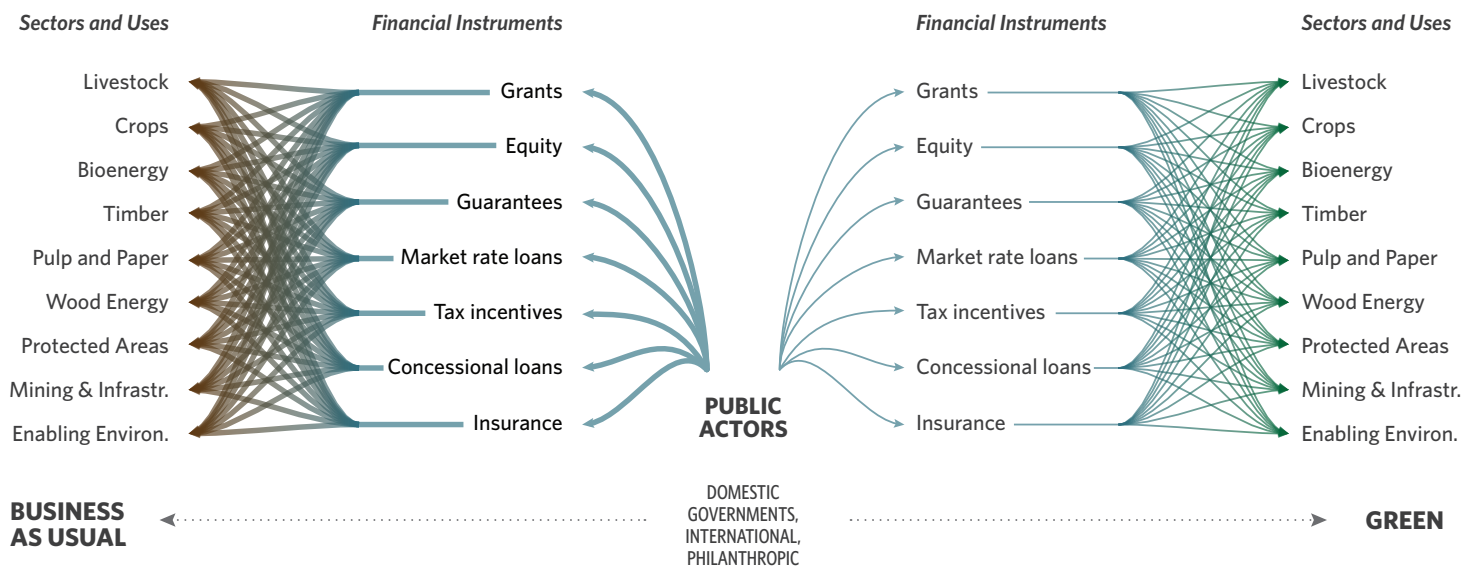 Sectors and Uses
Financial Instruments
Financial Instruments
Sectors and Uses
Livestock
Crops
Bioenergy
Timber
Pulp and Paper
Wood Energy
Protected Areas
Mining & Infrastr.
Enabling Environ.
Grants
Equity
Guarantees
Market rate loans
Tax incentives
Concessional loans
Insurance
PUBLIC
ACTORS
Grants
Equity
Guarantees
Market rate loans
Tax incentives
Concessional loans
Insurance
Livestock
Crops
Bioenergy
Timber
Pulp and Paper
Wood Energy
Protected Areas
Mining & Infrastr.
Enabling Environ.
BUSINESS
AS USUAL
DOMESTIC
GOVERNMENTS,
INTERNATIONAL,
PHILANTHROPIC
GREEN